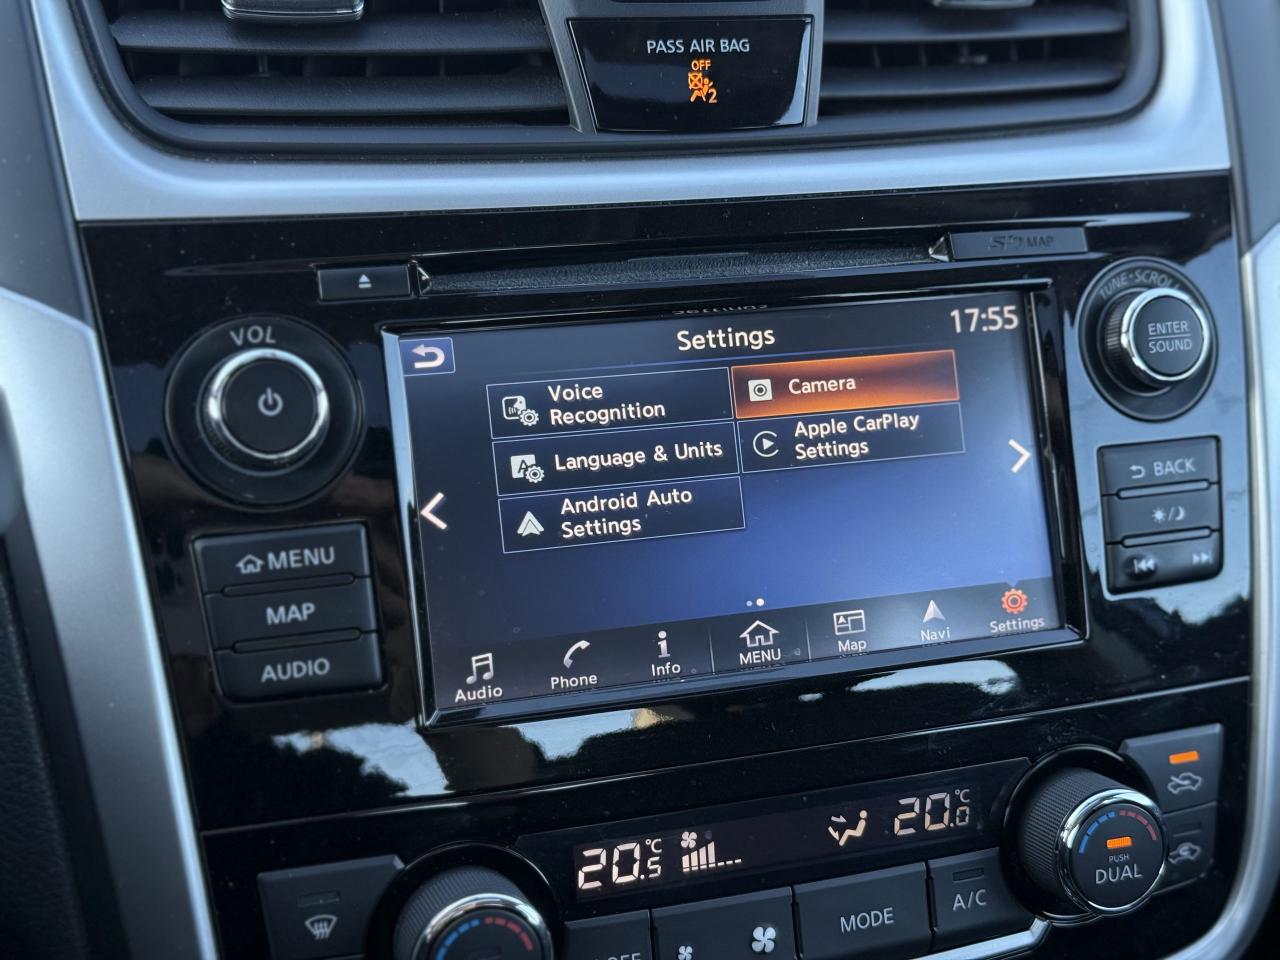 PASS AIR BAG
OFF
2
MAP
VOL
TUNE·SCROLL
ENTER
SOUND
Settings
17:55
Voice
Recognition
Camera
Language & Units
Apple CarPlay
Settings
Android Auto
Settings
BACK
MENU
MAP
AUDIO
Audio
Phone
Info
MENU
Map
Navi
Settings
20.5°C
20.0°C
PUSH
DUAL
MODE
A/C
OFF